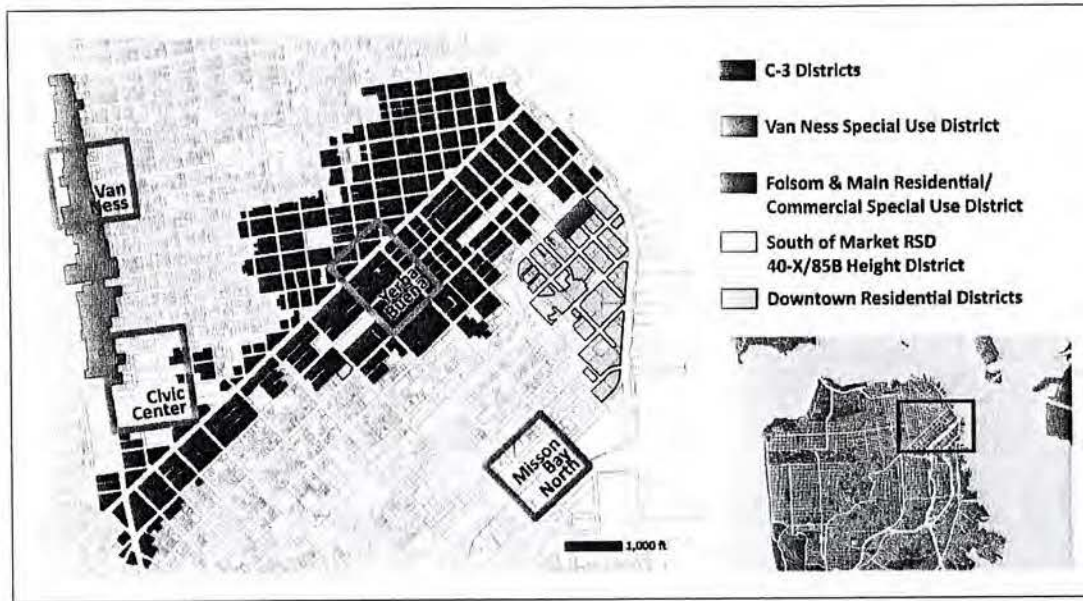 Van
Ness
Civic
Center
Yerba
Buena
Misson
Bay
North
1,000 ft
C-3 Districts
Van Ness Special Use District
Folsom & Main Residential/
Commercial Special Use District
South of Market RSD
40-X/85B Height District
Downtown Residential Districts